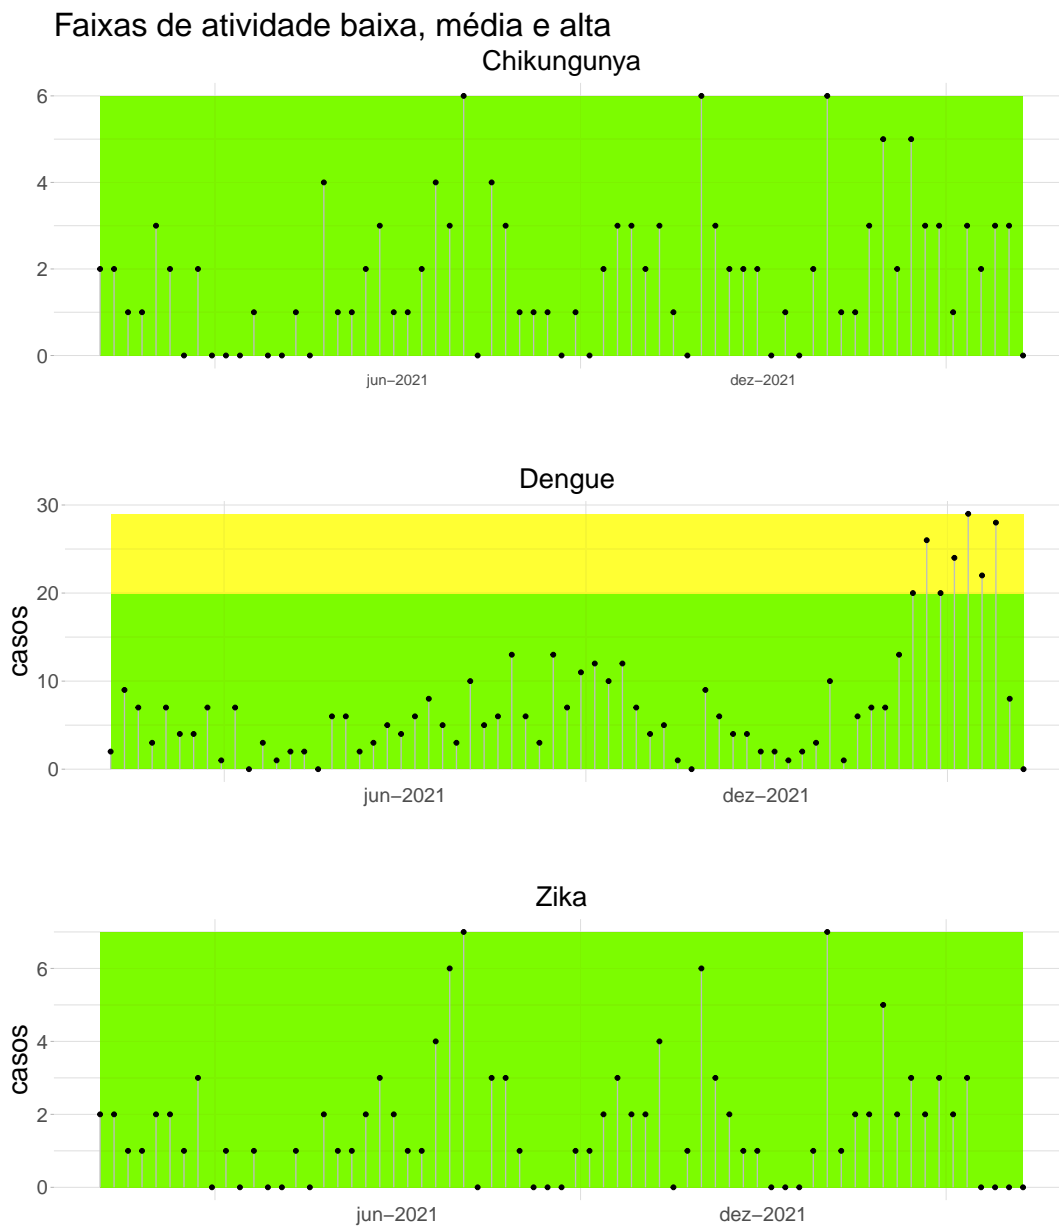 Faixas de atividade baixa, média e alta
Chikungunya
6
4
2
0
jun−2021 dez−2021
Dengue
casos
30
20
10
0
jun−2021 dez−2021
Zika
casos
6
4
2
0
jun−2021 dez−2021